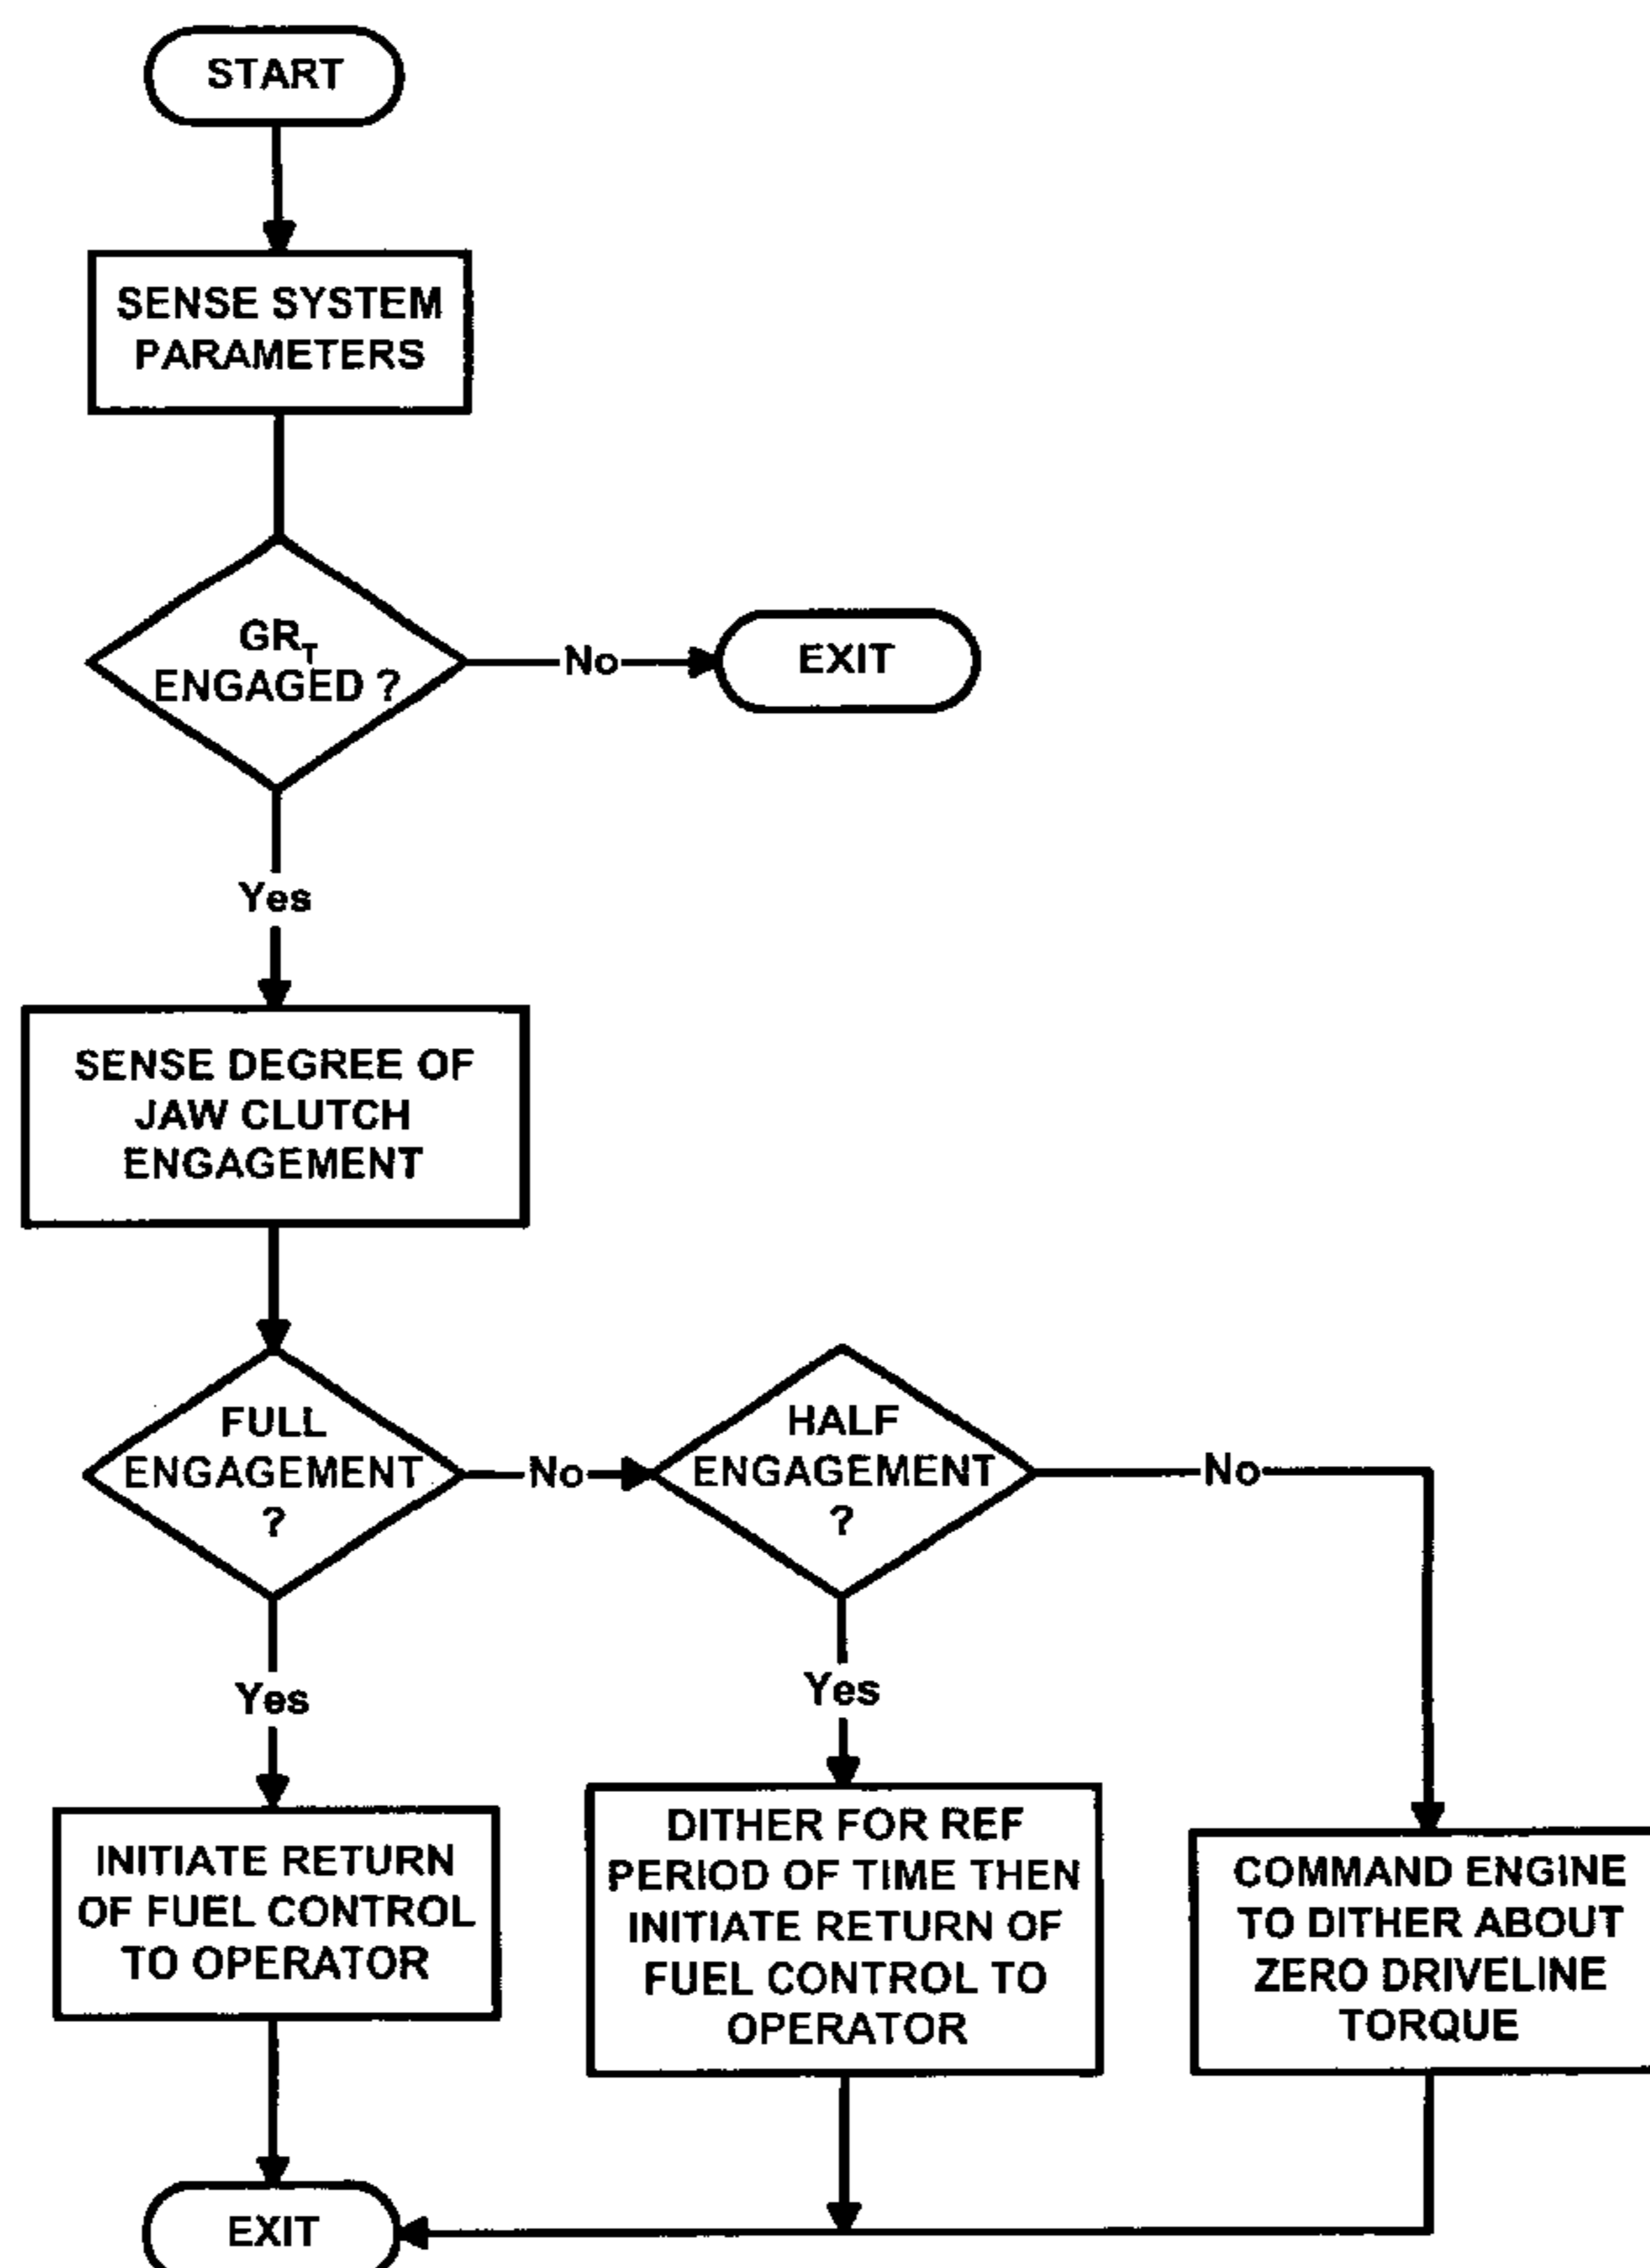 START
SENSE SYSTEM
PARAMETERS
GRT
ENGAGED ?
No
EXIT
Yes
SENSE DEGREE OF
JAW CLUTCH
ENGAGEMENT
FULL
ENGAGEMENT
?
No
HALF
ENGAGEMENT
?
No
Yes
Yes
INITIATE RETURN
OF FUEL CONTROL
TO OPERATOR
DITHER FOR REF
PERIOD OF TIME THEN
INITIATE RETURN OF
FUEL CONTROL TO
OPERATOR
COMMAND ENGINE
TO DITHER ABOUT
ZERO DRIVELINE
TORQUE
EXIT